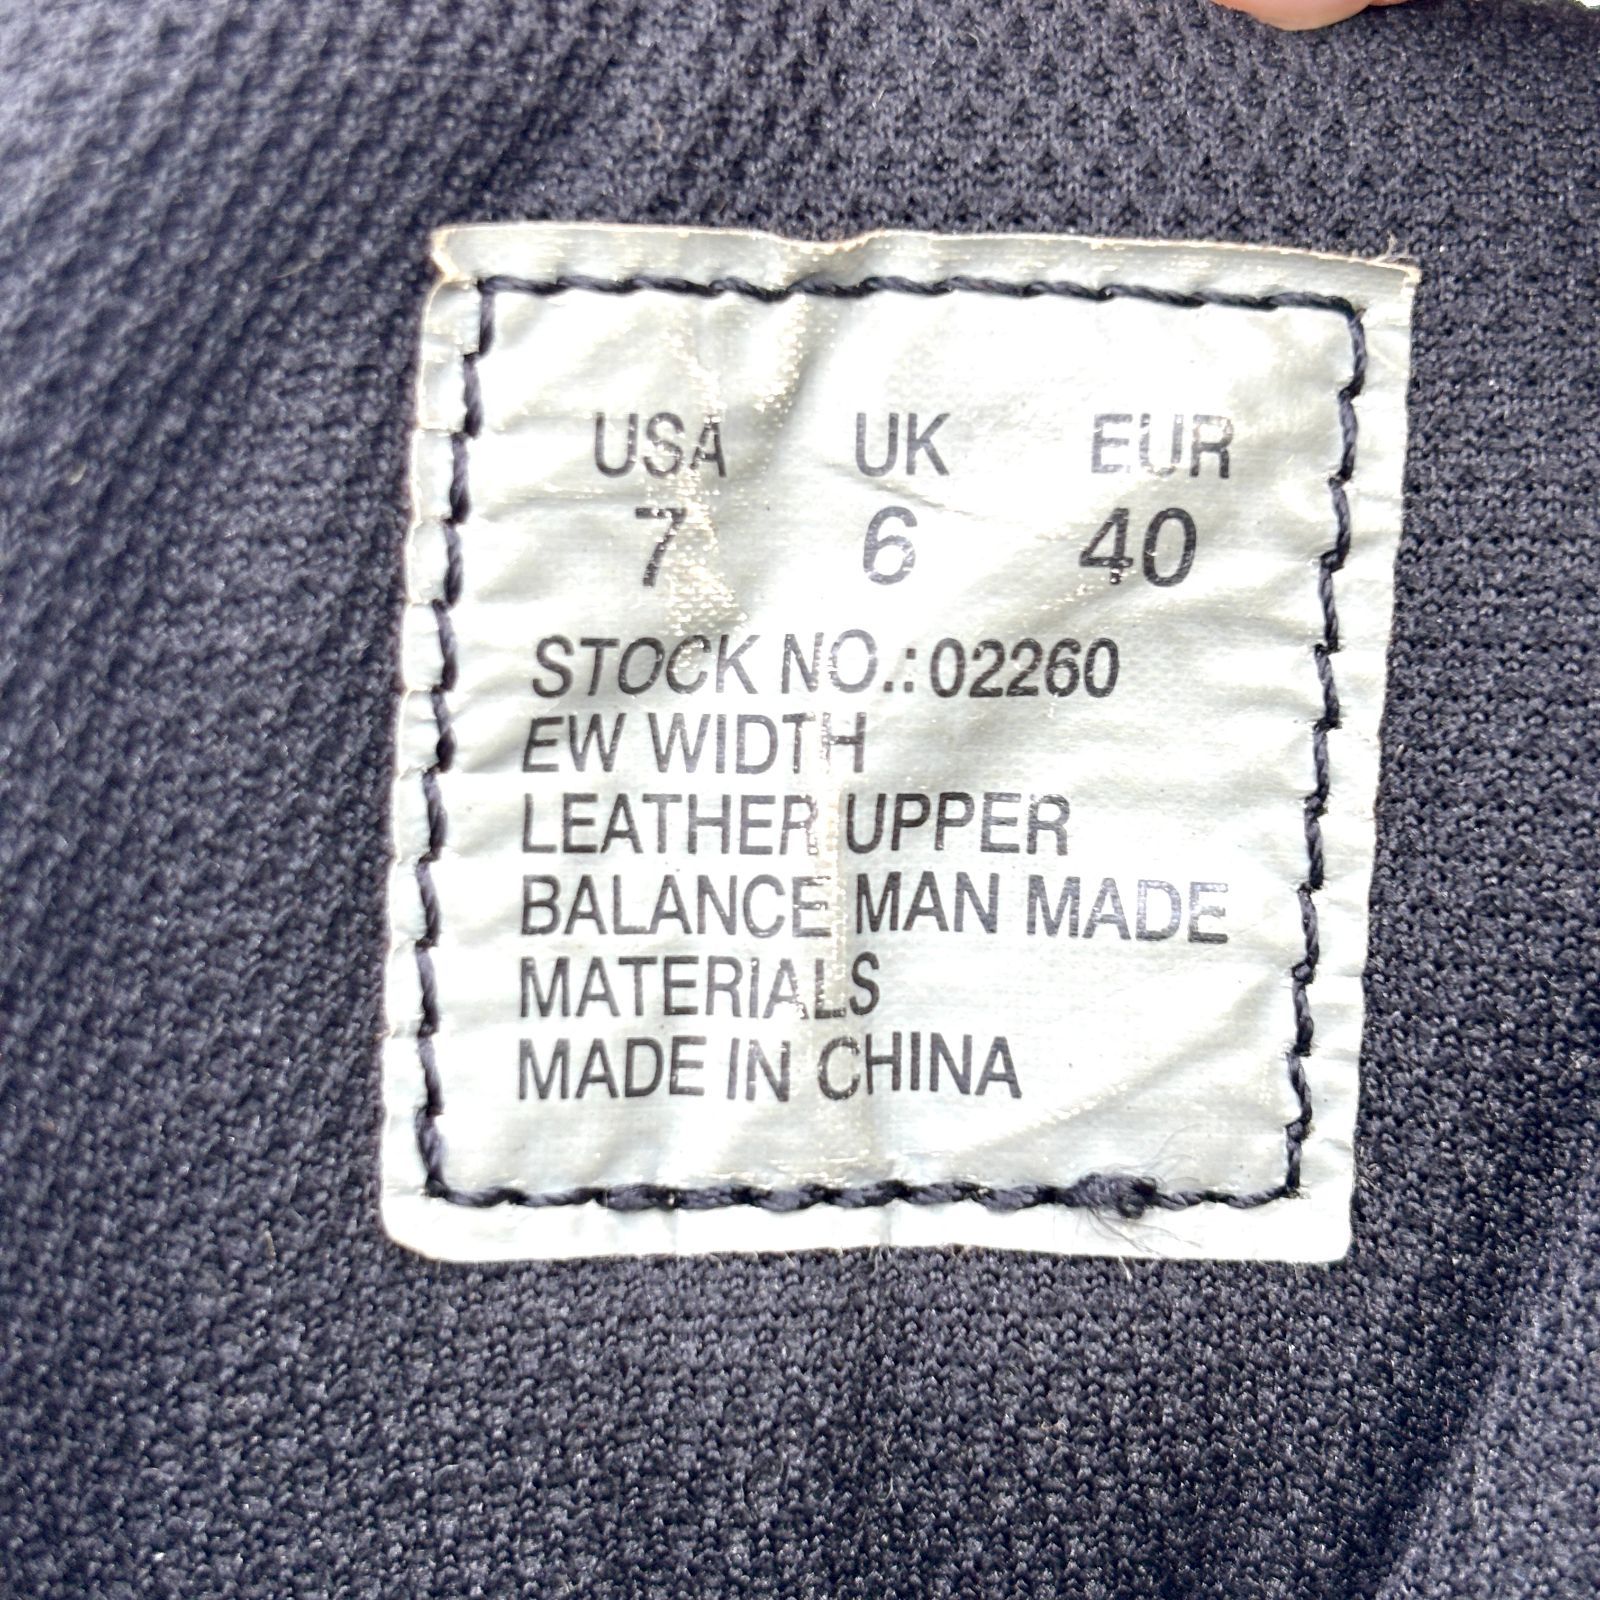 USA UK EUR
7 6 40
STOCK NO.:02260
EW WIDTH
LEATHER UPPER
BALANCE MAN MADE
MATERIALS
MADE IN CHINA